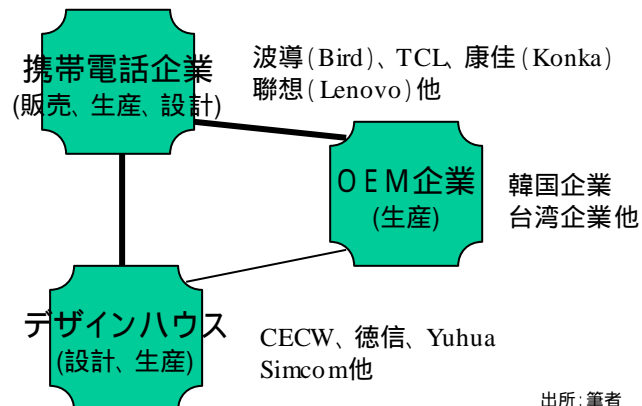 携帯電話企業
(販売、生産、設計)
波導(Bird)、TCL、康佳(Konka)
聯想(Lenovo)他
OEM企業
(生産)
韓国企業
台湾企業他
デザインハウス
(設計、生産)
CECW、徳信、Yuhua
Simcom他
出所:筆者